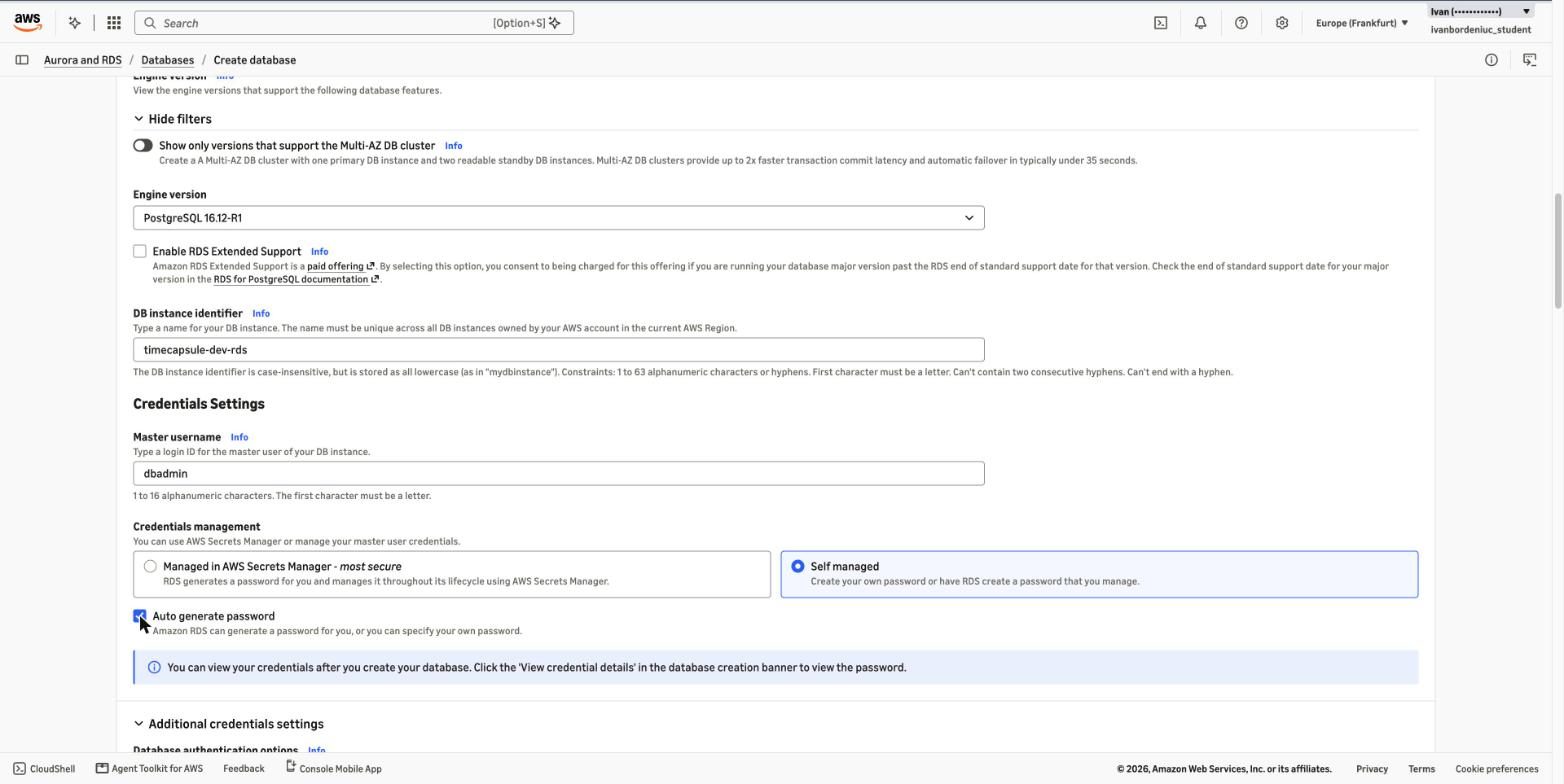 aws
Search
[Option+S]
Europe (Frankfurt)
Ivan (••••••••••••)
ivanbordeniuc_student
Aurora and RDS / Databases / Create database
Engine version Info
View the engine versions that support the following database features.
Hide filters
Show only versions that support the Multi-AZ DB cluster Info
Create a A Multi-AZ DB cluster with one primary DB instance and two readable standby DB instances. Multi-AZ DB clusters provide up to 2x faster transaction commit latency and automatic failover in typically under 35 seconds.
Engine version
PostgreSQL 16.12-R1
Enable RDS Extended Support Info
Amazon RDS Extended Support is a paid offering. By selecting this option, you consent to being charged for this offering if you are running your database major version past the RDS end of standard support date for that version. Check the end of standard support date for your major
version in the RDS for PostgreSQL documentation.
DB instance identifier Info
Type a name for your DB instance. The name must be unique across all DB instances owned by your AWS account in the current AWS Region.
timecapsule-dev-rds
The DB instance identifier is case-insensitive, but is stored as all lowercase (as in "mydbinstance"). Constraints: 1 to 63 alphanumeric characters or hyphens. First character must be a letter. Can't contain two consecutive hyphens. Can't end with a hyphen.
Credentials Settings
Master username Info
Type a login ID for the master user of your DB instance.
dbadmin
1 to 16 alphanumeric characters. The first character must be a letter.
Credentials management
You can use AWS Secrets Manager or manage your master user credentials.
Managed in AWS Secrets Manager - most secure
RDS generates a password for you and manages it throughout its lifecycle using AWS Secrets Manager.
Self managed
Create your own password or have RDS create a password that you manage.
Auto generate password
Amazon RDS can generate a password for you, or you can specify your own password.
You can view your credentials after you create your database. Click the 'View credential details' in the database creation banner to view the password.
Additional credentials settings
Database authentication options Info
CloudShell
Agent Toolkit for AWS
Feedback
Console Mobile App
© 2026, Amazon Web Services, Inc. or its affiliates.
Privacy
Terms
Cookie preferences